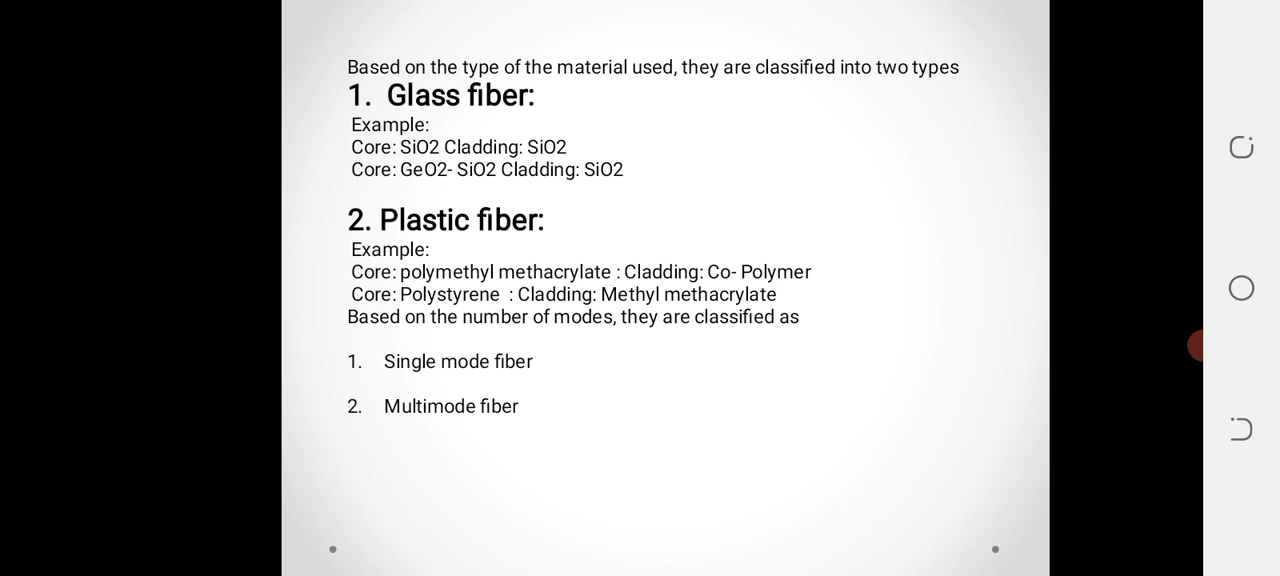 Based on the type of the material used, they are classified into two types
1. Glass fiber:
Example:
Core: SiO2 Cladding: SiO2
Core: GeO2- SiO2 Cladding: SiO2
2. Plastic fiber:
Example:
Core: polymethyl methacrylate : Cladding: Co- Polymer
Core: Polystyrene : Cladding: Methyl methacrylate
Based on the number of modes, they are classified as
1. Single mode fiber
2. Multimode fiber